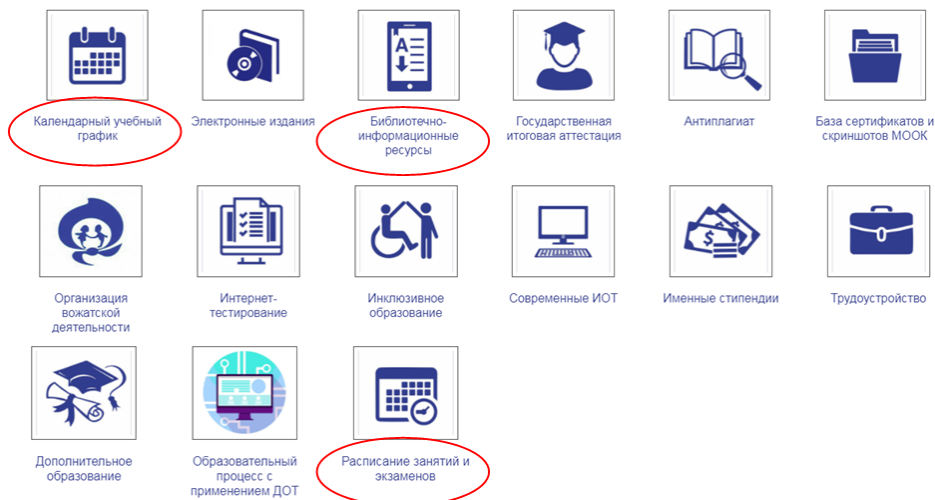 Календарный учебный
график
Электронные издания
Библиотечно-
информационные
ресурсы
Государственная
итоговая аттестация
Антиплагиат
База сертификатов и
скриншотов МООК
Организация
вожатской
деятельности
Интернет-
тестирование
Инклюзивное
образование
Современные ИОТ
Именные стипендии
Трудоустройство
Дополнительное
образование
Образовательный
процесс с
применением ДОТ
Расписание занятий и
экзаменов